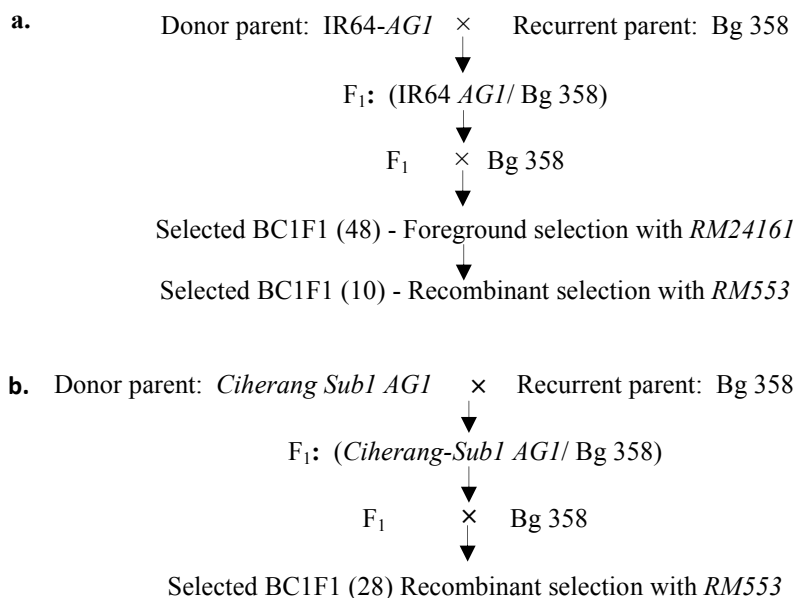 a. Donor parent: IR64-AG1 × Recurrent parent: Bg 358
F₁: (IR64 AG1/ Bg 358)
F₁ × Bg 358
Selected BC1F1 (48) - Foreground selection with RM24161
Selected BC1F1 (10) - Recombinant selection with RM553
b. Donor parent: Ciherang Sub1 AG1 × Recurrent parent: Bg 358
F₁: (Ciherang-Sub1 AG1/ Bg 358)
F₁ × Bg 358
Selected BC1F1 (28) Recombinant selection with RM553